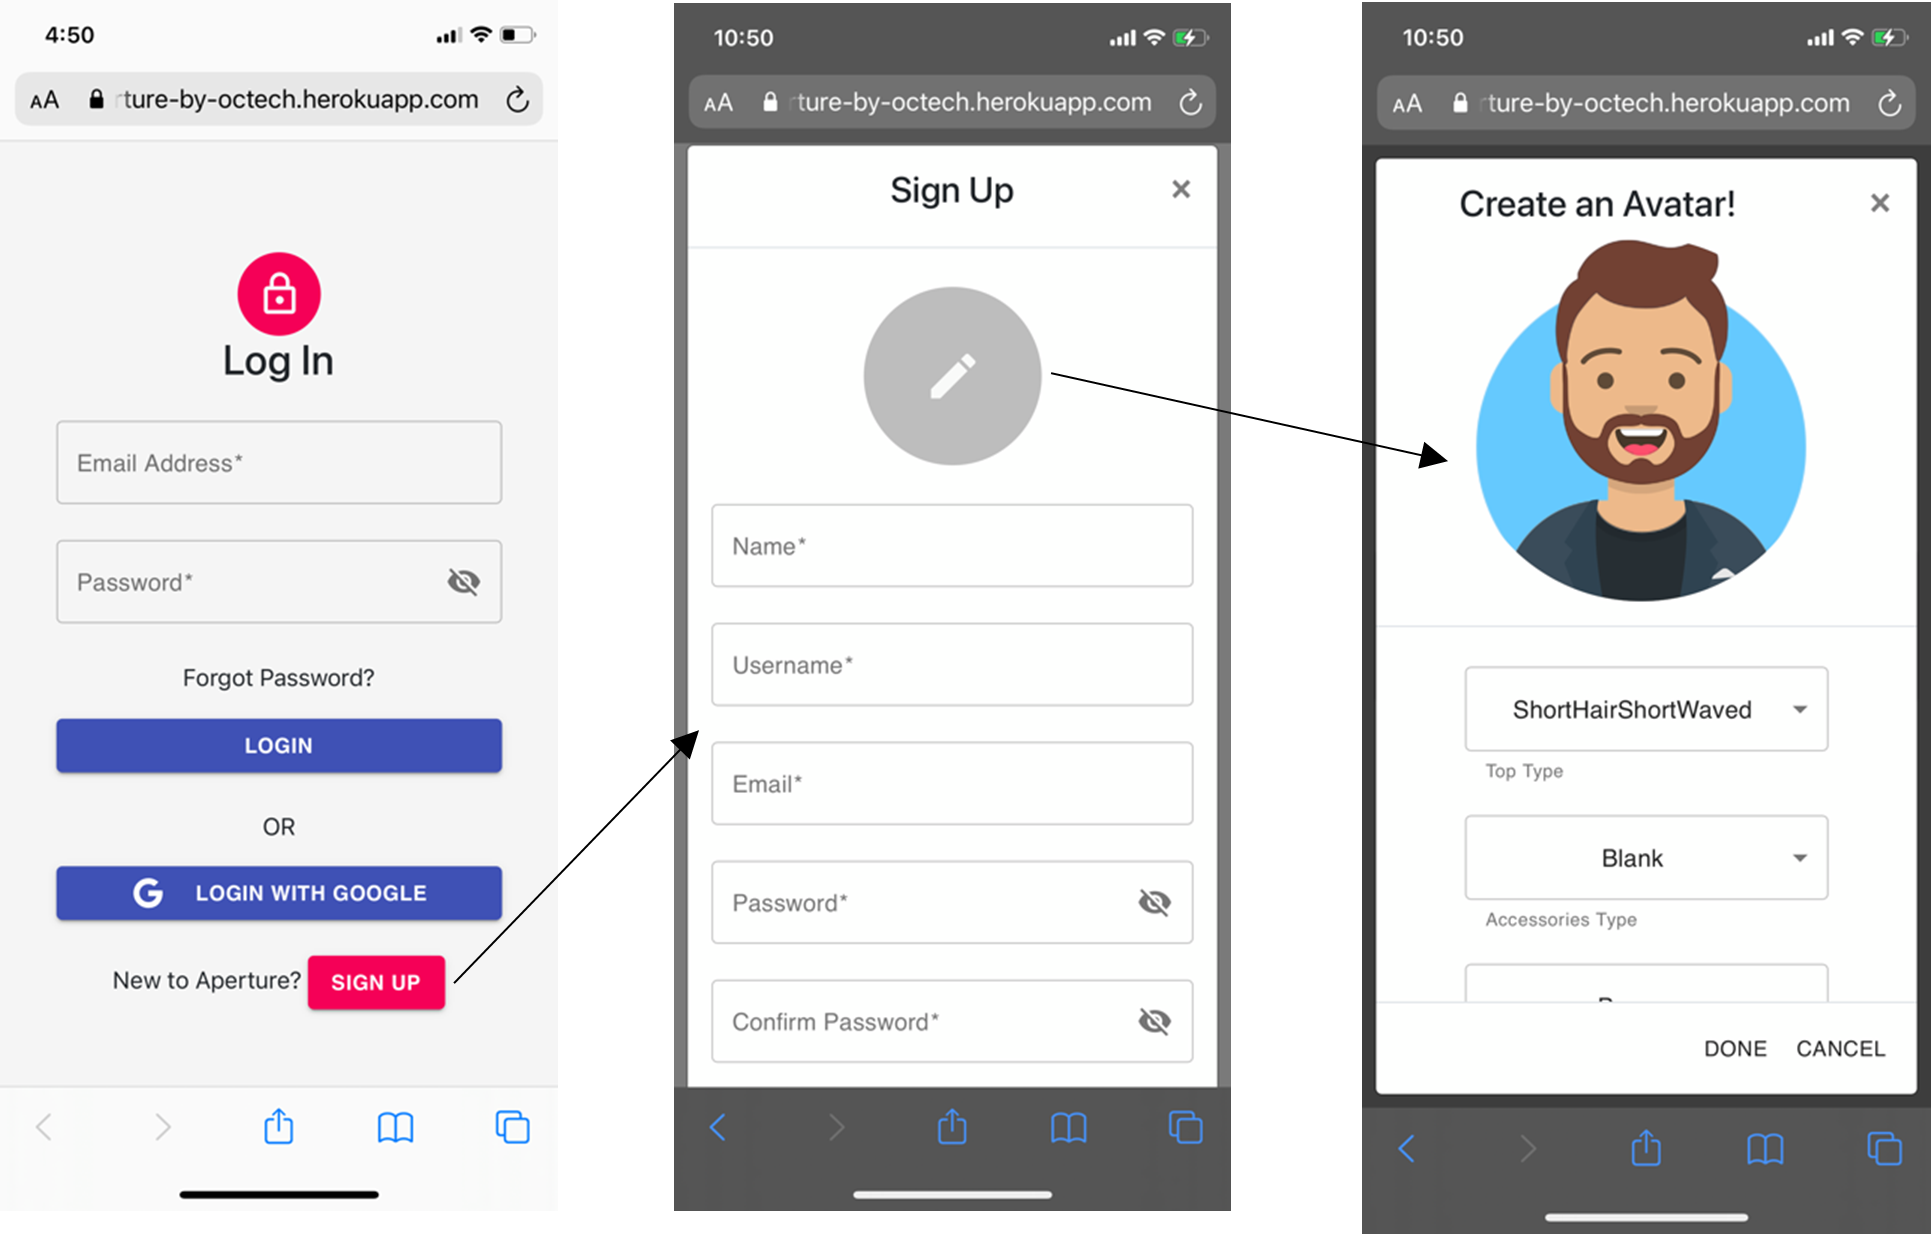 4:50
AA ture-by-octech.herokuapp.com
Log In
Email Address*
Password*
Forgot Password?
LOGIN
OR
G LOGIN WITH GOOGLE
New to Aperture? SIGN UP
10:50
AA rture-by-octech.herokuapp.com
Sign Up
Name*
Username*
Email*
Password*
Confirm Password*
10:50
AA rture-by-octech.herokuapp.com
Create an Avatar!
ShortHairShortWaved
Top Type
Blank
Accessories Type
DONE CANCEL